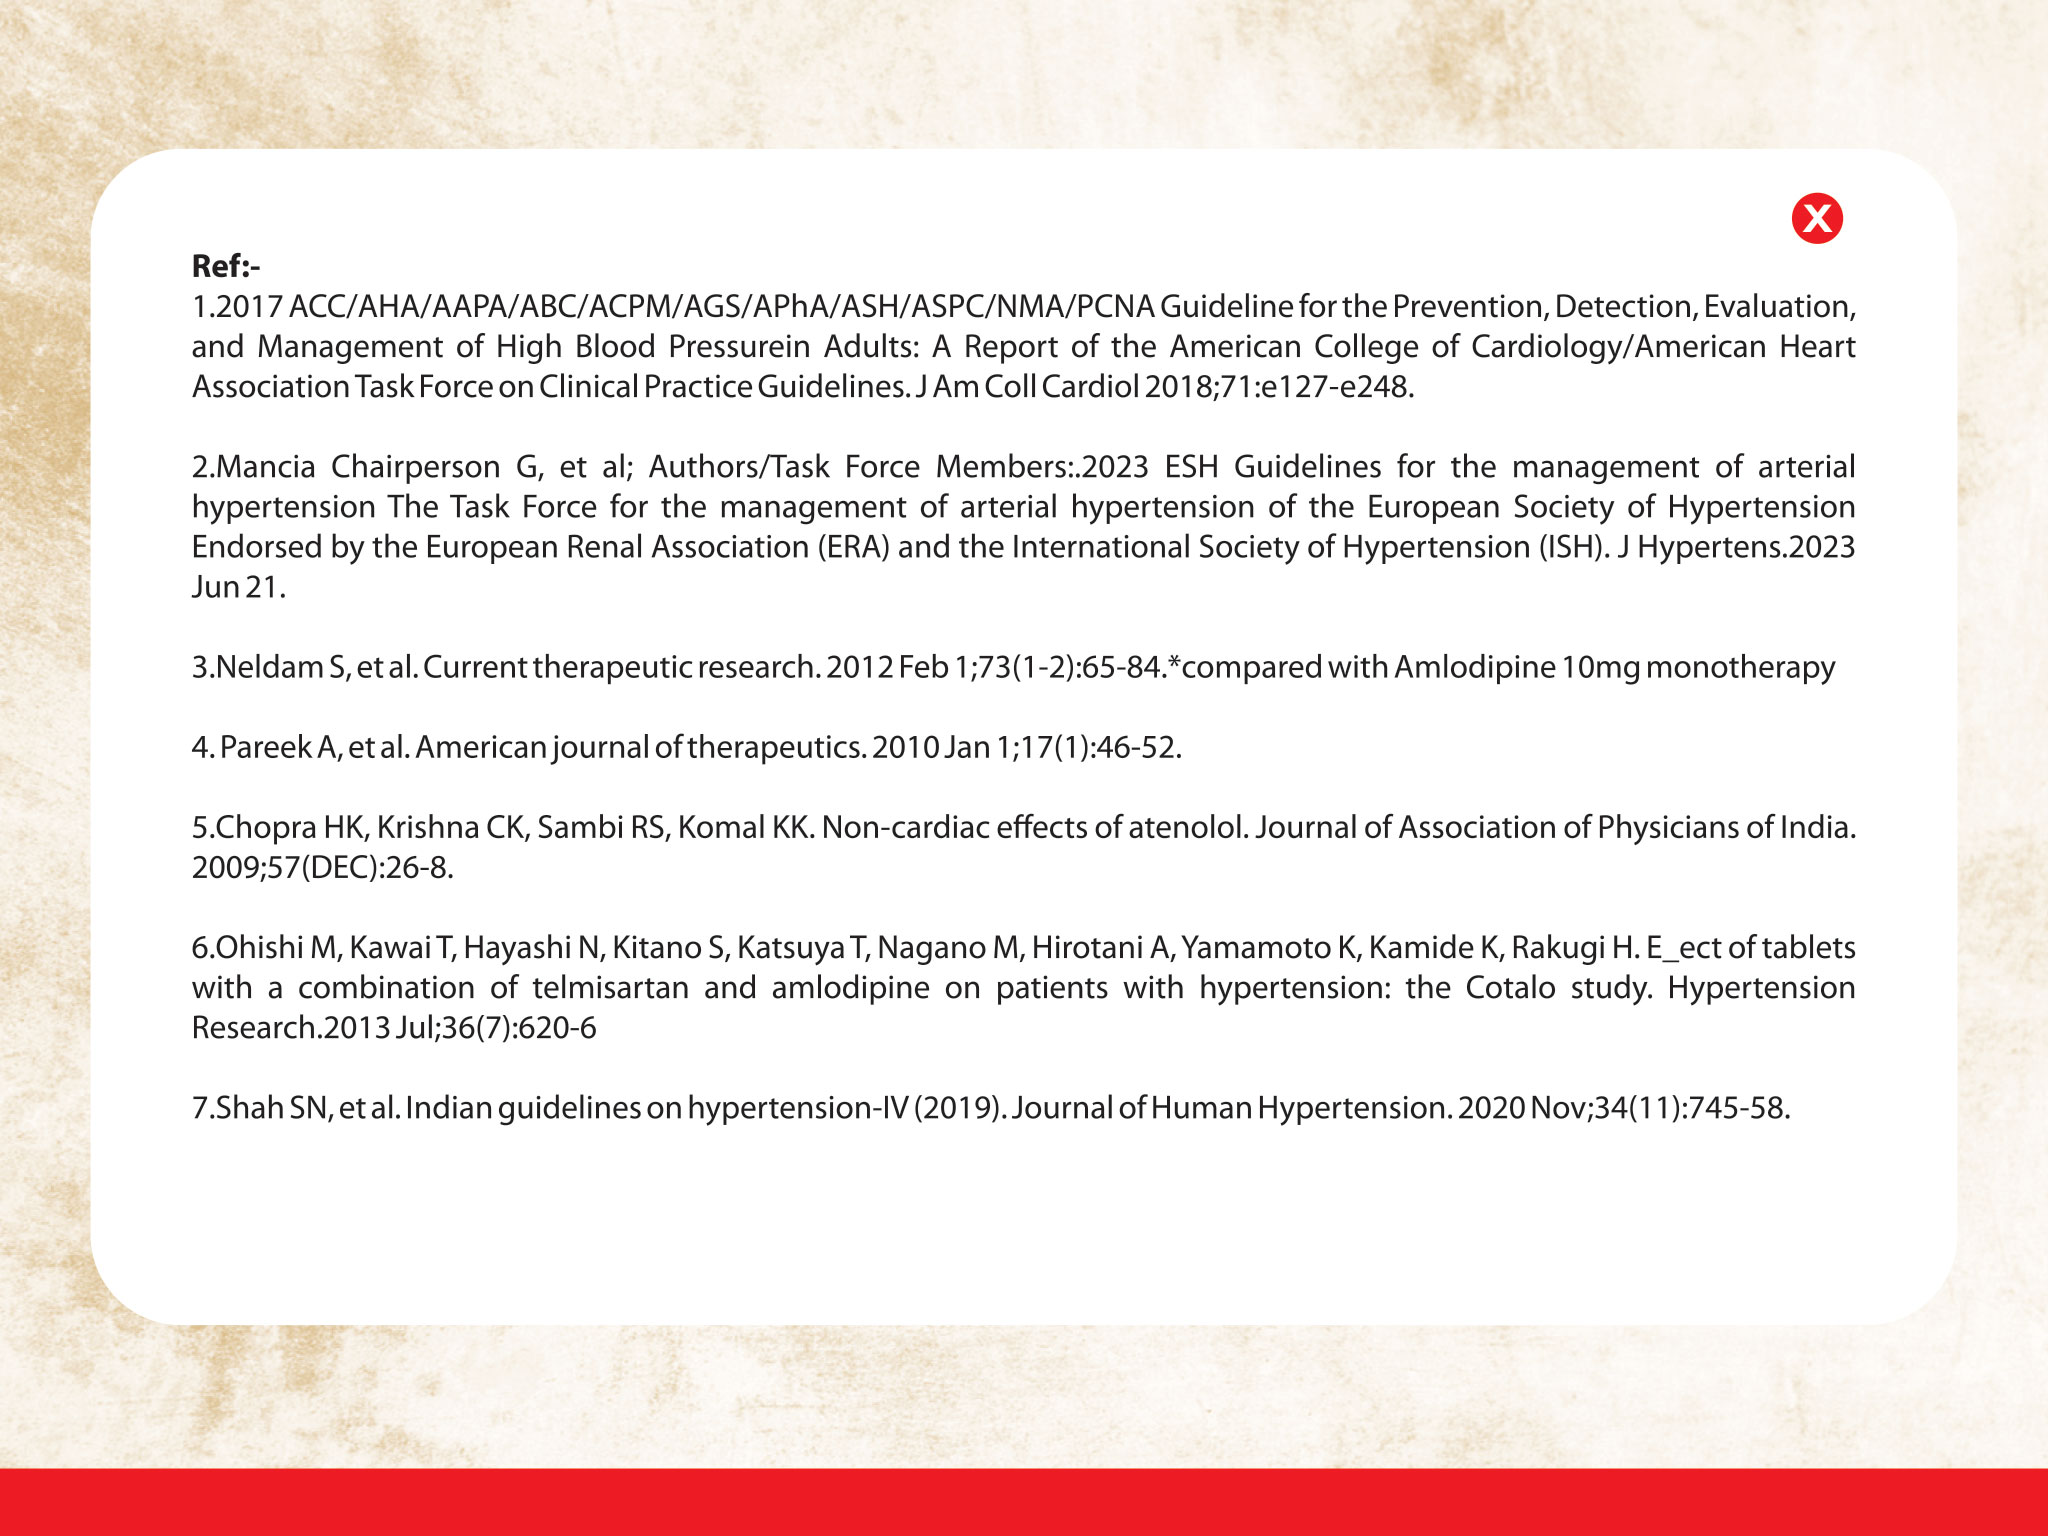 X
Ref:-
1.2017 ACC/AHA/AAPA/ABC/ACPM/AGS/APhA/ASH/ASPC/NMA/PCNA Guideline for the Prevention, Detection, Evaluation,
and Management of High Blood Pressurein Adults: A Report of the American College of Cardiology/American Heart
Association Task Force on Clinical Practice Guidelines. J Am Coll Cardiol 2018;71:e127-e248.
2.Mancia Chairperson G, et al; Authors/Task Force Members:.2023 ESH Guidelines for the management of arterial
hypertension The Task Force for the management of arterial hypertension of the European Society of Hypertension
Endorsed by the European Renal Association (ERA) and the International Society of Hypertension (ISH). J Hypertens.2023
Jun 21.
3.Neldam S, et al. Current therapeutic research. 2012 Feb 1;73(1-2):65-84.*compared with Amlodipine 10mg monotherapy
4. Pareek A, et al. American journal of therapeutics. 2010 Jan 1;17(1):46-52.
5.Chopra HK, Krishna CK, Sambi RS, Komal KK. Non-cardiac effects of atenolol. Journal of Association of Physicians of India.
2009;57(DEC):26-8.
6.Ohishi M, Kawai T, Hayashi N, Kitano S, Katsuya T, Nagano M, Hirotani A, Yamamoto K, Kamide K, Rakugi H. E_ect of tablets
with a combination of telmisartan and amlodipine on patients with hypertension: the Cotalo study. Hypertension
Research.2013 Jul;36(7):620-6
7.Shah SN, et al. Indian guidelines on hypertension-IV (2019). Journal of Human Hypertension. 2020 Nov;34(11):745-58.